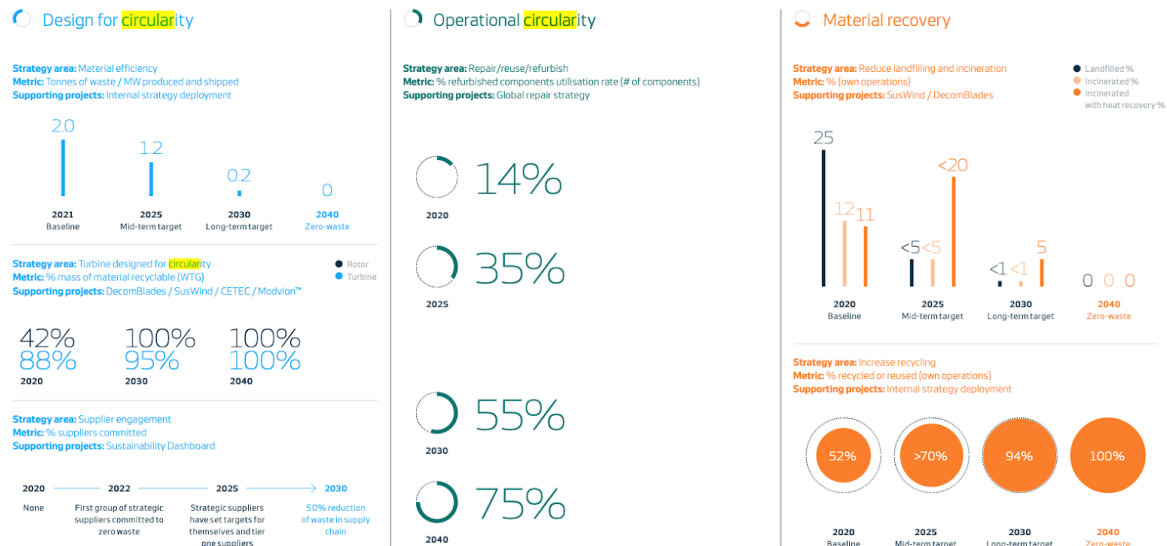 Design for circularity
Strategy area: Material efficiency
Metric: Tonnes of waste / MW produced and shipped
Supporting projects: Internal strategy deployment
2.0
1.2
0.2
0
2021
Baseline
2025
Mid-term target
2030
Long-term target
2040
Zero-waste
Strategy area: Turbine designed for circularity
Metric: % mass of material recyclable (WTG)
Supporting projects: DecomBlades / SusWind / CETEC / Modvion™
Rotor
Turbine
42%
88%
2020
100%
95%
2030
100%
100%
2040
Strategy area: Supplier engagement
Metric: % suppliers committed
Supporting projects: Sustainability Dashboard
2020
None
2022
First group of strategic
suppliers committed to
zero waste
2025
Strategic suppliers
have set targets for
themselves and tier
one suppliers
2030
50% reduction
of waste in supply
chain
Operational circularity
Strategy area: Repair/reuse/refurbish
Metric: % refurbished components utilisation rate (# of components)
Supporting projects: Global repair strategy
14%
2020
35%
2025
55%
2030
75%
2040
Material recovery
Strategy area: Reduce landfilling and incineration
Metric: % (own operations)
Supporting projects: SusWind / DecomBlades
Landfilled %
Incinerated %
Incinerated
with heat recovery %
25
12
11
2020
Baseline
<5
<5
<20
2025
Mid-term target
<1
<1
5
2030
Long-term target
0
0
0
2040
Zero-waste
Strategy area: Increase recycling
Metric: % recycled or reused (own operations)
Supporting projects: Internal strategy deployment
52%
2020
Baseline
>70%
2025
Mid-term target
94%
2030
Long-term target
100%
2040
Zero-waste